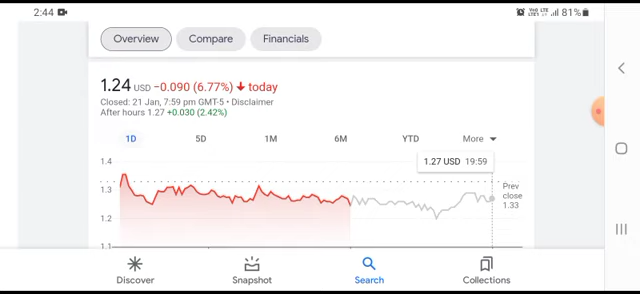 2:44 81%
Overview Compare Financials
1.24 USD −0.090 (6.77%) today
Closed: 21 Jan, 7:59 pm GMT-5 • Disclaimer
After hours 1.27 +0.030 (2.42%)
1D 5D 1M 6M YTD More
1.27 USD 19:59
1.4
1.3
1.2
1.1
Prev
close
1.33
Discover Snapshot Search Collections